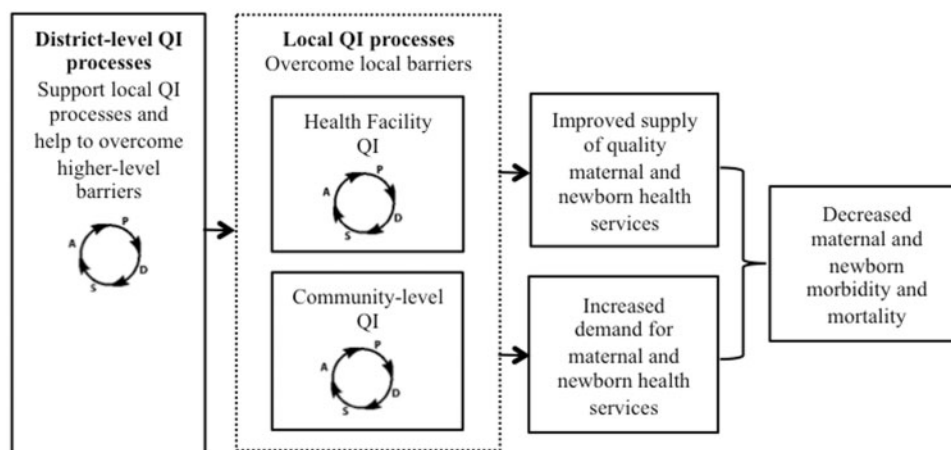 District-level QI
processes
Support local QI
processes and
help to overcome
higher-level
barriers
P
A
D
S
Local QI processes
Overcome local barriers
Health Facility
QI
P
A
D
S
Community-level
QI
P
A
D
S
Improved supply
of quality
maternal and
newborn health
services
Increased
demand for
maternal and
newborn health
services
Decreased
maternal and
newborn
morbidity and
mortality